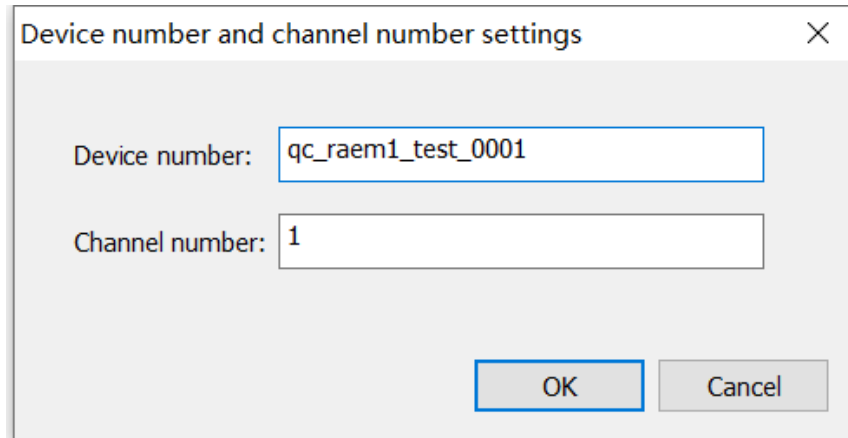 Device number and channel number settings
Device number: qc_raem1_test_0001
Channel number: 1
OK Cancel